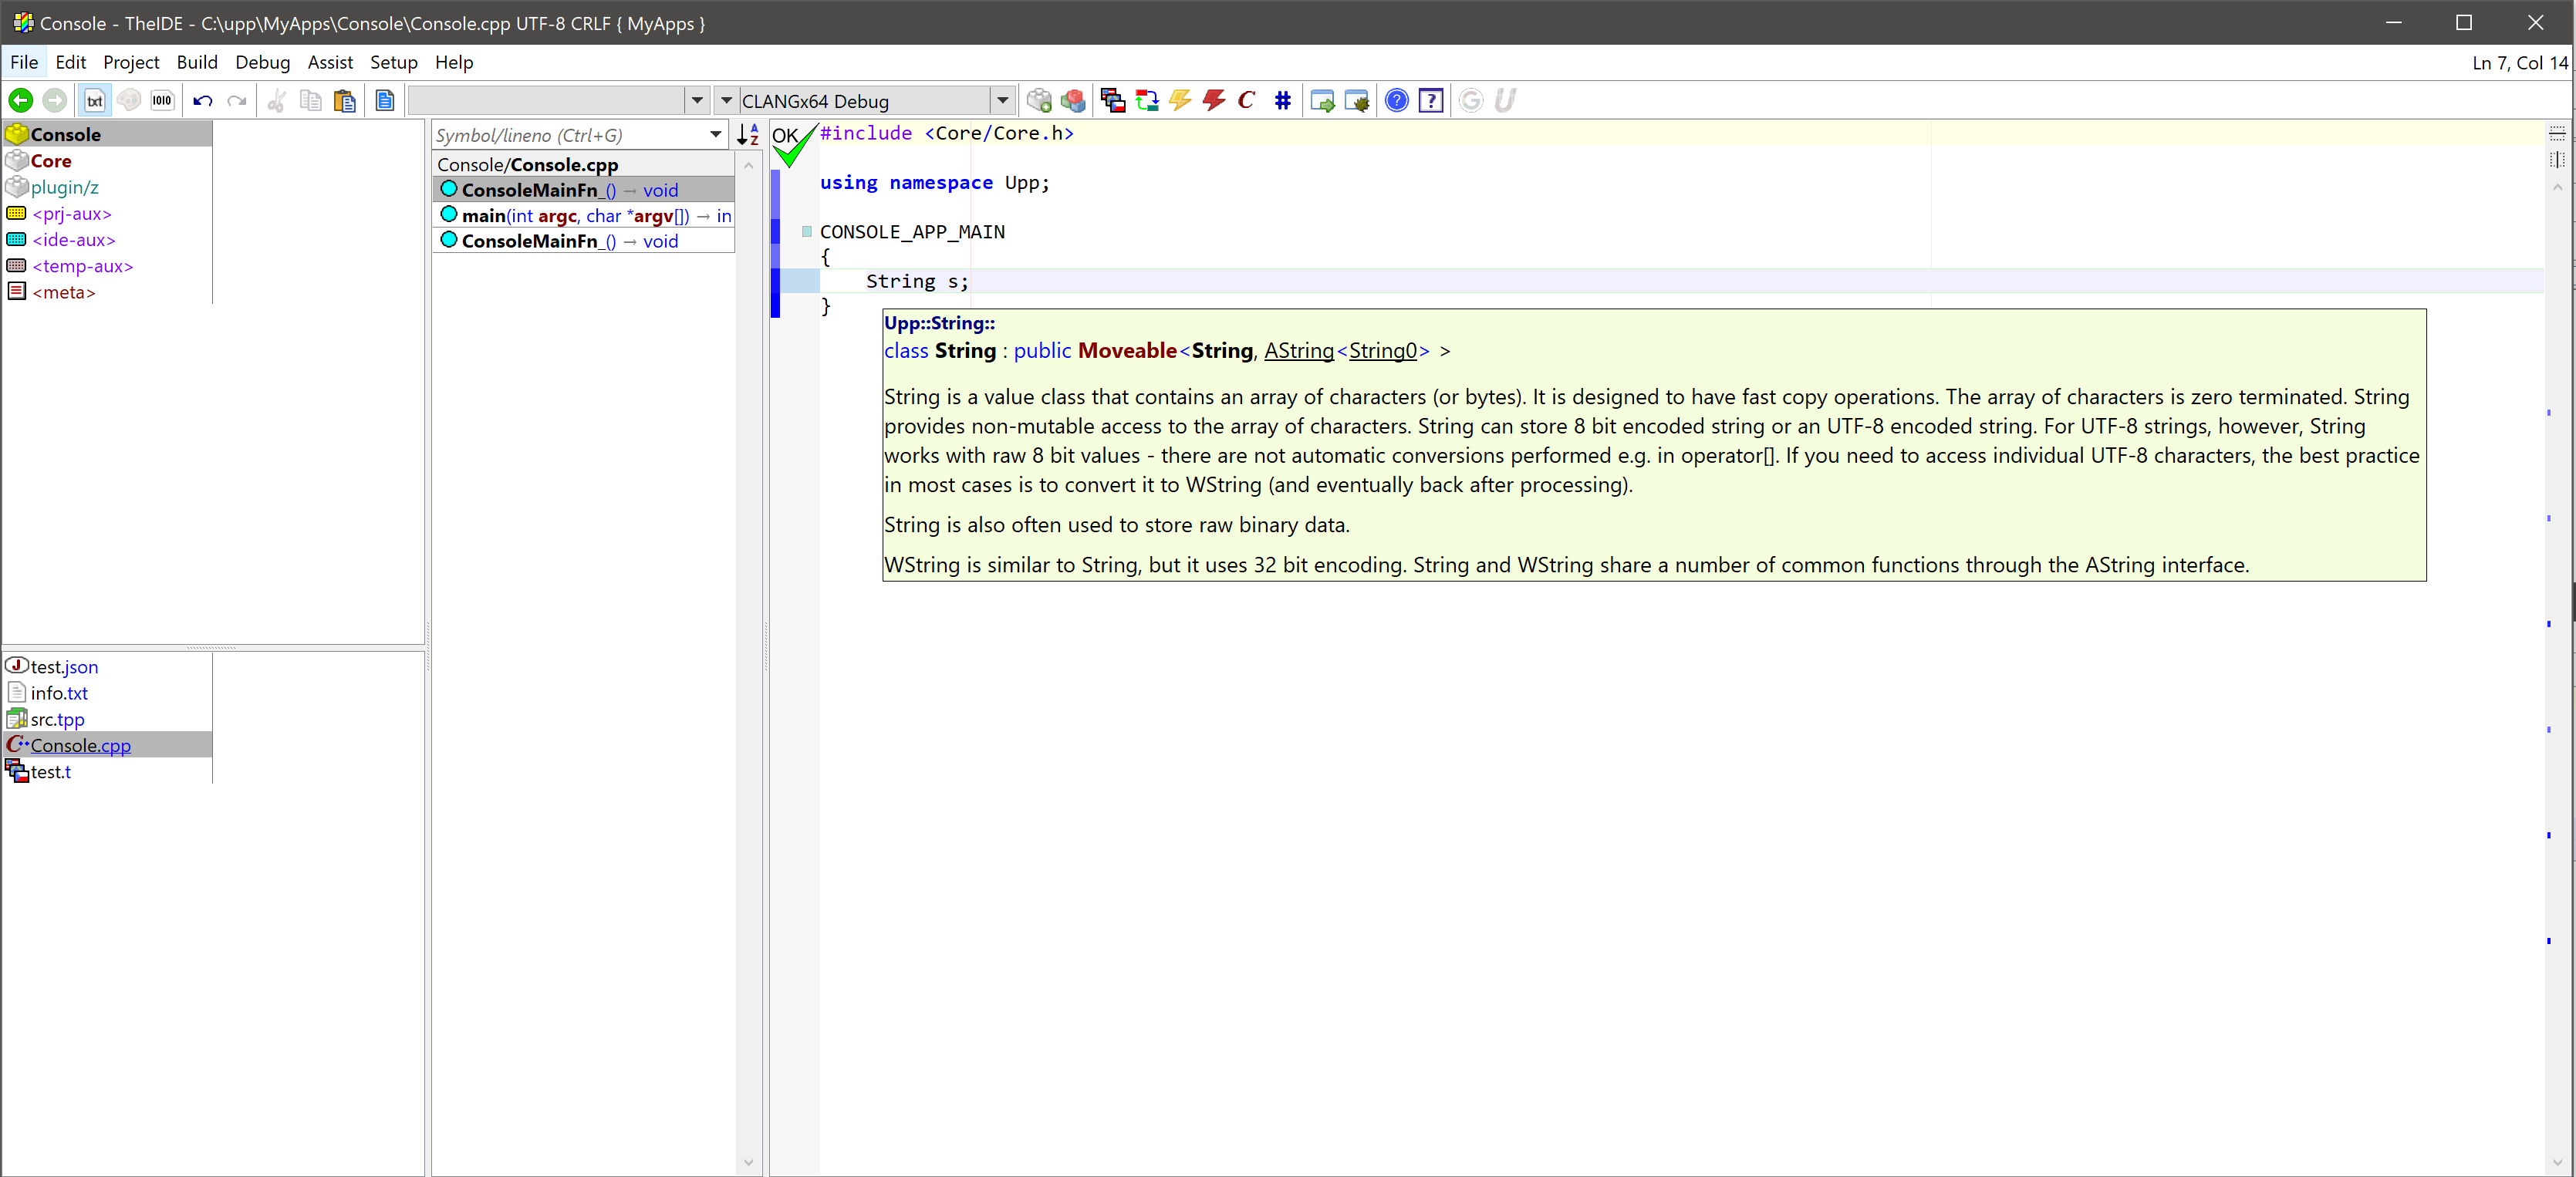 Console - TheIDE - C:\upp\MyApps\Console\Console.cpp UTF-8 CRLF { MyApps }
File Edit Project Build Debug Assist Setup Help
Ln 7, Col 14
txt
1010
CLANGx64 Debug
C
#
?
?
G
U
Console
Core
plugin/z
<prj-aux>
<ide-aux>
<temp-aux>
<meta>
test.json
info.txt
src.tpp
Console.cpp
test.t
Symbol/lineno (Ctrl+G)
A
Z
Console/Console.cpp
ConsoleMainFn_() → void
main(int argc, char *argv[]) → in
ConsoleMainFn_() → void
OK
#include <Core/Core.h>
using namespace Upp;
CONSOLE_APP_MAIN
{
String s;
}
Upp::String::
class String : public Moveable<String, AString<String0> >
String is a value class that contains an array of characters (or bytes). It is designed to have fast copy operations. The array of characters is zero terminated. String
provides non-mutable access to the array of characters. String can store 8 bit encoded string or an UTF-8 encoded string. For UTF-8 strings, however, String
works with raw 8 bit values - there are not automatic conversions performed e.g. in operator[]. If you need to access individual UTF-8 characters, the best practice
in most cases is to convert it to WString (and eventually back after processing).
String is also often used to store raw binary data.
WString is similar to String, but it uses 32 bit encoding. String and WString share a number of common functions through the AString interface.